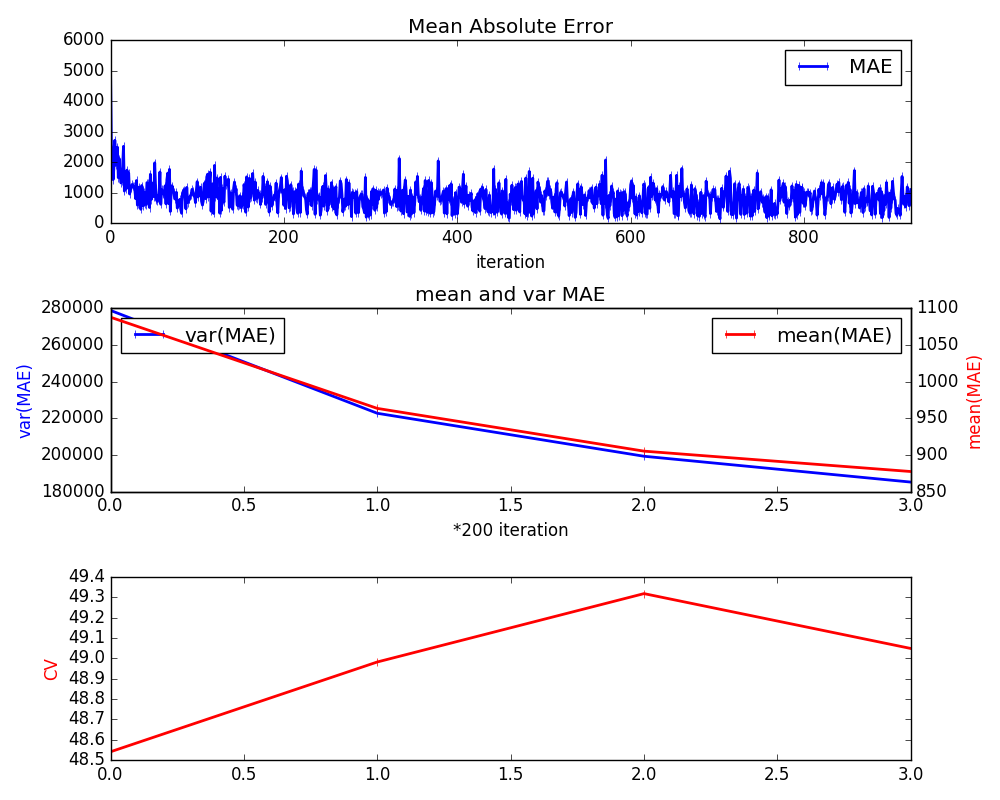 Mean Absolute Error
6000
5000
4000
3000
2000
1000
0
MAE
0 200 400 600 800
iteration
mean and var MAE
280000
260000
240000
220000
200000
180000
var(MAE)
var(MAE)
mean(MAE)
1100
1050
1000
950
900
850
mean(MAE)
0.0 0.5 1.0 1.5 2.0 2.5 3.0
*200 iteration
49.4
49.3
49.2
49.1
49.0
48.9
48.8
48.7
48.6
48.5
CV
0.0 0.5 1.0 1.5 2.0 2.5 3.0